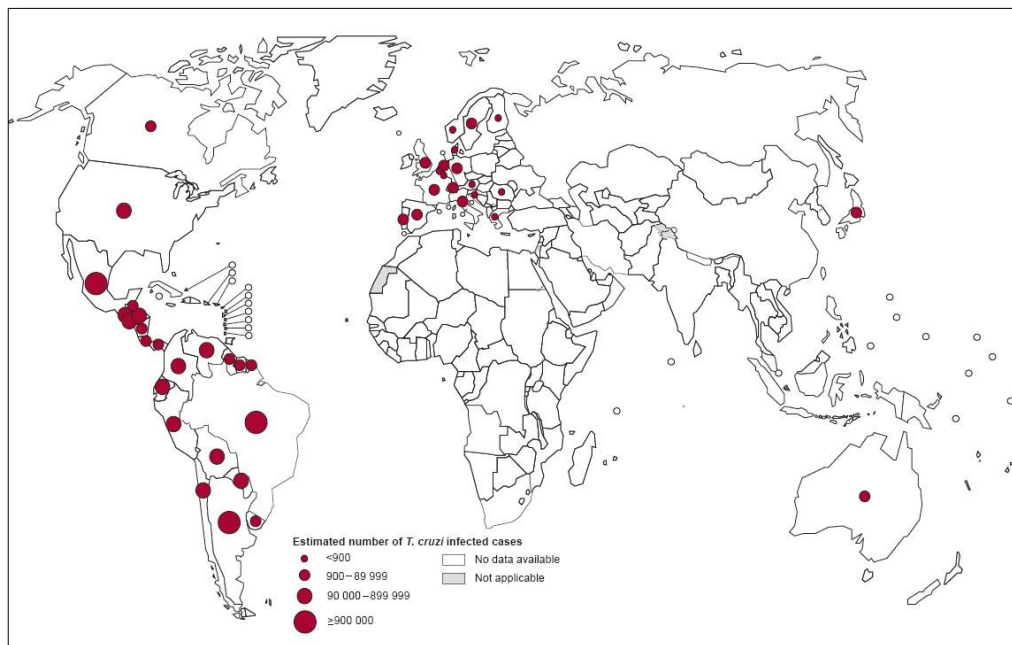 Estimated number of T. cruzi infected cases
<900
900–89 999
90 000–899 999
≥900 000
No data available
Not applicable